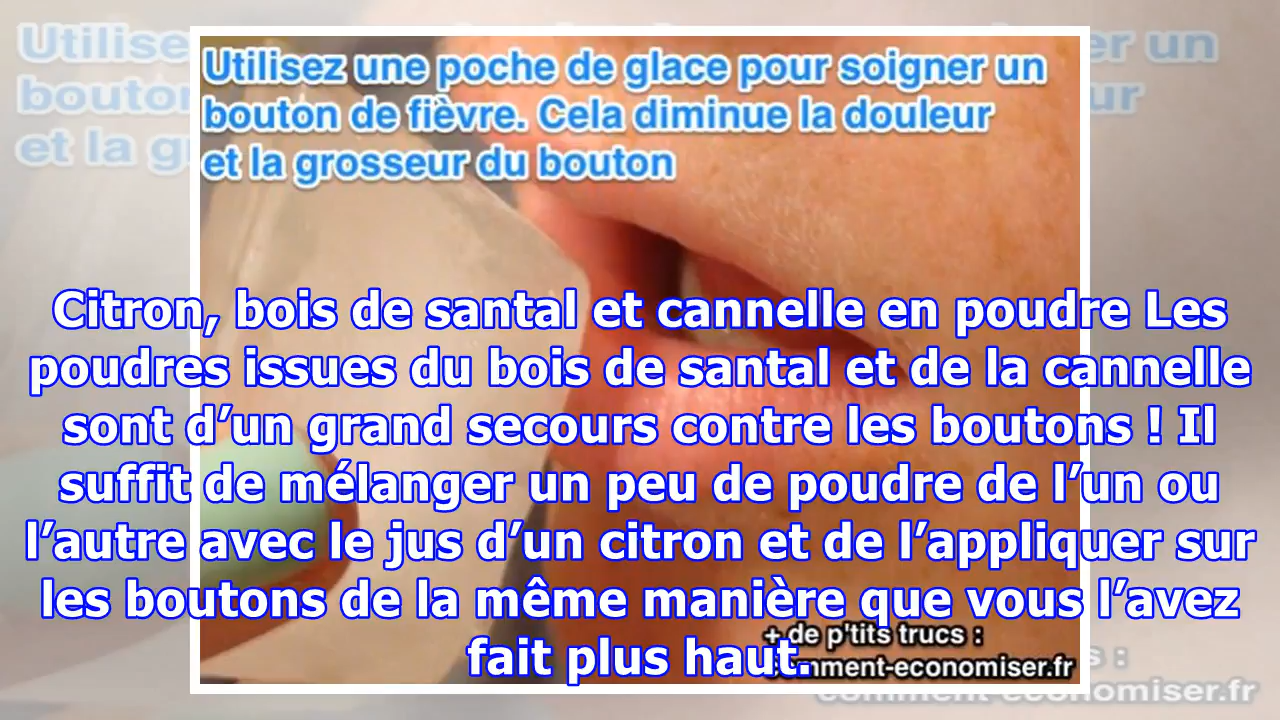 Utilisez une poche de glace pour soigner un
bouton de fièvre. Cela diminue la douleur
et la grosseur du bouton
Citron, bois de santal et cannelle en poudre Les
poudres issues du bois de santal et de la cannelle
sont d’un grand secours contre les boutons ! Il
suffit de mélanger un peu de poudre de l’un ou
l’autre avec le jus d’un citron et de l’appliquer sur
les boutons de la même manière que vous l’avez
fait plus haut.
+ de p'tits trucs :
comment-economiser.fr